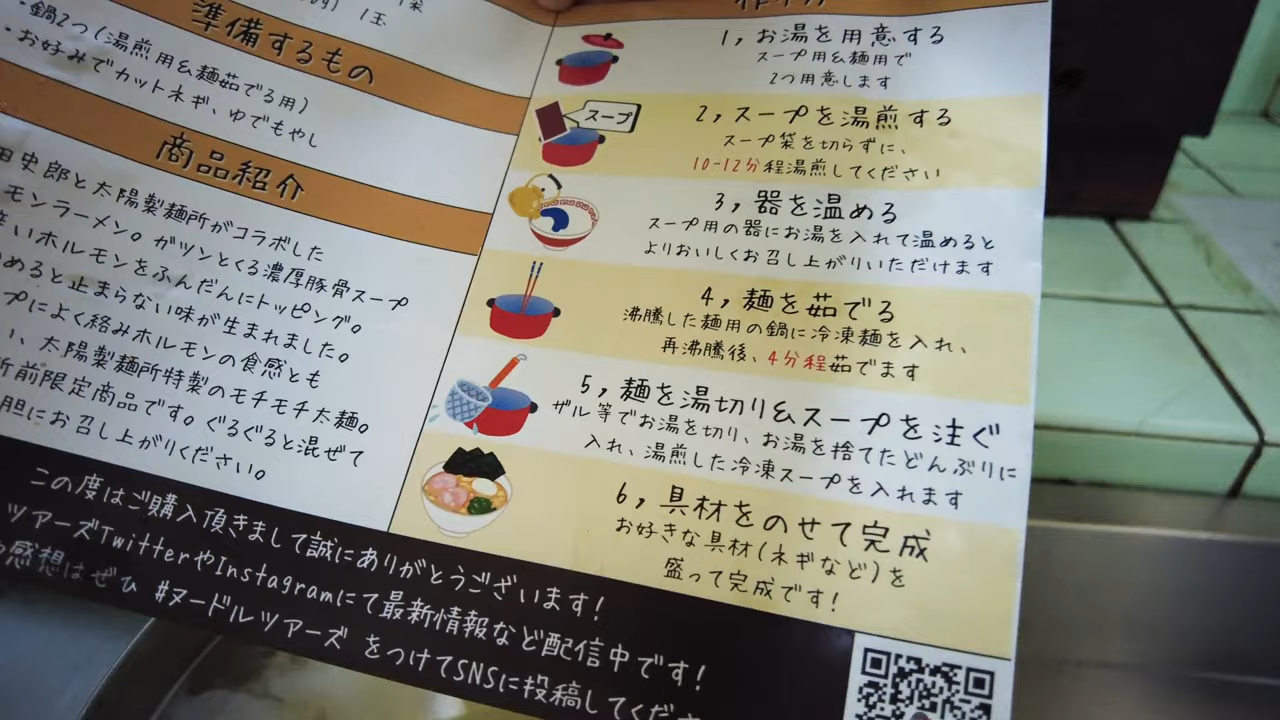 1玉
準備するもの
・鍋2つ(湯煎用&麺茹でる用)
・お好みでカットネギ、ゆでもやし
商品紹介
田史郎と太陽製麺所がコラボした
モンラーメン。ガツンとくる濃厚豚骨スープ
いホルモンをふんだんにトッピング。
めると止まらない味が生まれました。
プによく絡みホルモンの食感とも
い、太陽製麺所特製のモチモチ太麺。
所前限定商品です。ぐるぐると混ぜて
胆にお召し上がりください。
1,お湯を用意する
スープ用&麺用で
2つ用意します
スープ
2,スープを湯煎する
スープ袋を切らずに、
10-12分程湯煎してください
3,器を温める
スープ用の器にお湯を入れて温めると
よりおいしくお召し上がりいただけます
4,麺を茹でる
沸騰した麺用の鍋に冷凍麺を入れ、
再沸騰後、4分程茹でます
5,麺を湯切り&スープを注ぐ
ザル等でお湯を切り、お湯を捨てたどんぶりに
入れ、湯煎した冷凍スープを入れます
6,具材をのせて完成
お好きな具材(ネギなど)を
盛って完成です!
この度はご購入頂きまして誠にありがとうございます!
ツアーズTwitterやInstagramにて最新情報など配信中です!
感想はぜひ #ヌードルツアーズ をつけてSNSに投稿してくださ